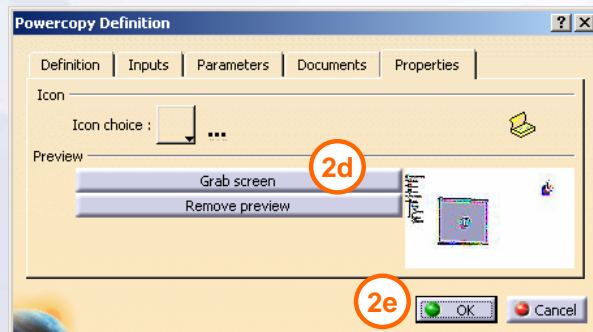 Powercopy Definition
Definition Inputs Parameters Documents Properties
Icon
Icon choice : ...
Preview
2d
Grab screen
Remove preview
2e
OK Cancel